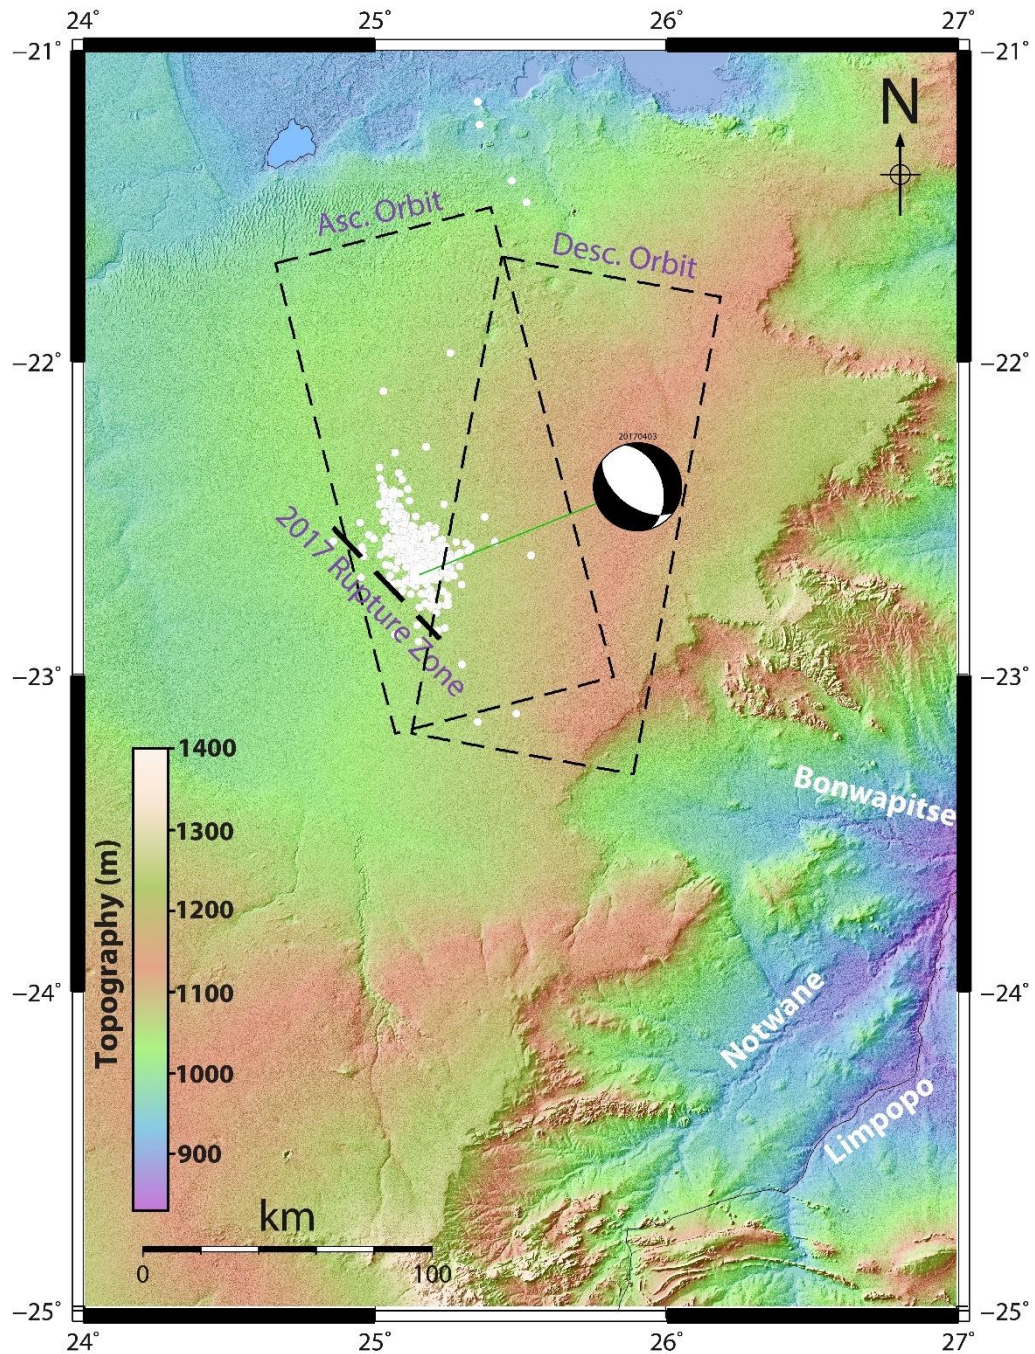 24° 25° 26° 27°
−21° −21°
N
Asc. Orbit
Desc. Orbit
−22° −22°
20170403
2017 Rupture Zone
−23° −23°
1400
Bonwapitse
1300
Topography (m)
1200
1100
−24° −24°
Notwane
1000
Limpopo
900
km
0 100
−25° −25°
24° 25° 26° 27°